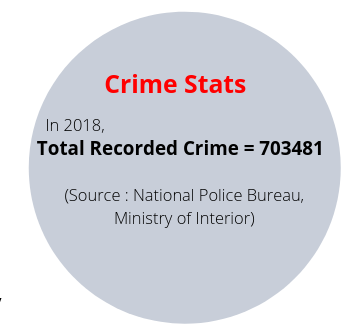 Crime Stats
In 2018,
Total Recorded Crime = 703481
(Source : National Police Bureau,
Ministry of Interior)